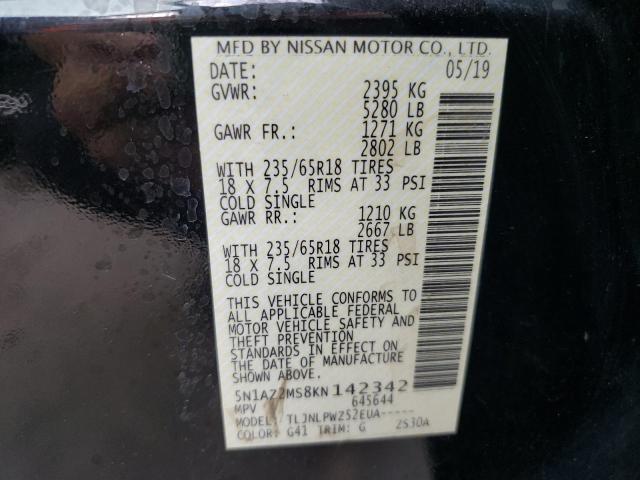 MFD BY NISSAN MOTOR CO., LTD.
DATE: 05/19
GVWR: 2395 KG
5280 LB
GAWR FR.: 1271 KG
2802 LB
WITH 235/65R18 TIRES
18 X 7.5 RIMS AT 33 PSI
COLD SINGLE
GAWR RR.: 1210 KG
2667 LB
WITH 235/65R18 TIRES
18 X 7.5 RIMS AT 33 PSI
COLD SINGLE
THIS VEHICLE CONFORMS TO
ALL APPLICABLE FEDERAL
MOTOR VEHICLE SAFETY AND
THEFT PREVENTION
STANDARDS IN EFFECT ON
THE DATE OF MANUFACTURE
SHOWN ABOVE.
5N1AZ2MS8KN142342
MPV 645644
MODEL: TLJNLPWZ52EUA-----
COLOR: G41 TRIM: G 2S30A